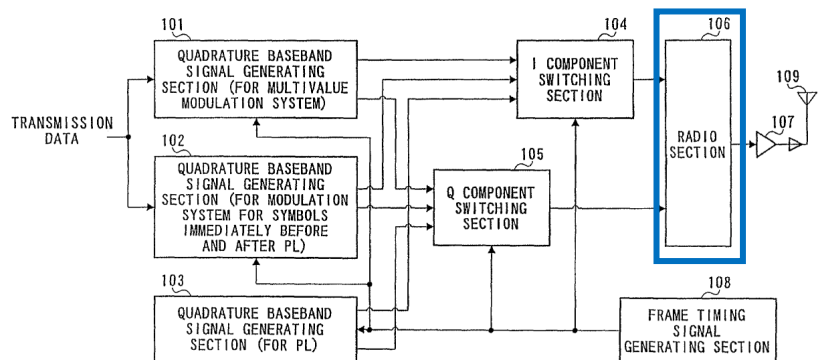 101
QUADRATURE BASEBAND
SIGNAL GENERATING
SECTION (FOR MULTIVALUE
MODULATION SYSTEM)
TRANSMISSION
DATA
102
QUADRATURE BASEBAND
SIGNAL GENERATING
SECTION (FOR MODULATION
SYSTEM FOR SYMBOLS
IMMEDIATELY BEFORE
AND AFTER PL)
103
QUADRATURE BASEBAND
SIGNAL GENERATING
SECTION (FOR PL)
104
I COMPONENT
SWITCHING
SECTION
105
Q COMPONENT
SWITCHING
SECTION
106
RADIO
SECTION
107
109
108
FRAME TIMING
SIGNAL
GENERATING SECTION